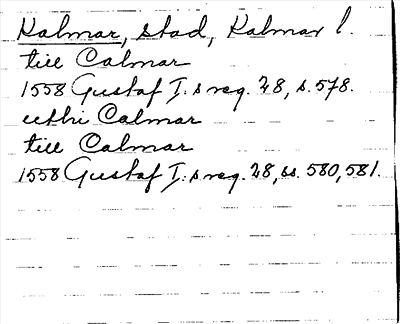 Kalmar, stad, Kalmar l.
till Calmar
1558 Gustaf I:s reg. 28, s. 578.
uthi Calmar
till Calmar
1558 Gustaf I:s reg. 28, ss. 580, 581.